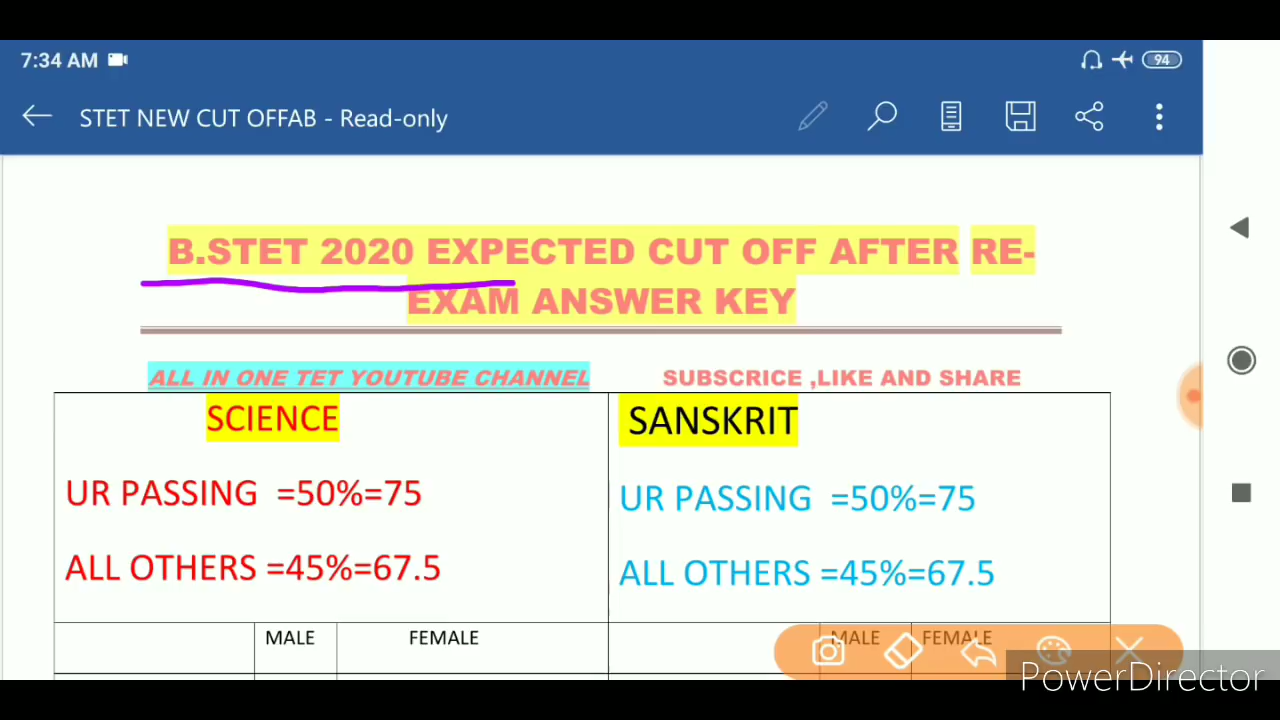 7:34 AM
94
STET NEW CUT OFFAB - Read-only
B.STET 2020 EXPECTED CUT OFF AFTER RE-
EXAM ANSWER KEY
ALL IN ONE TET YOUTUBE CHANNEL SUBSCRICE ,LIKE AND SHARE
SCIENCE
UR PASSING =50%=75
ALL OTHERS =45%=67.5
MALE FEMALE
SANSKRIT
UR PASSING =50%=75
ALL OTHERS =45%=67.5
MALE FEMALE
PowerDirector